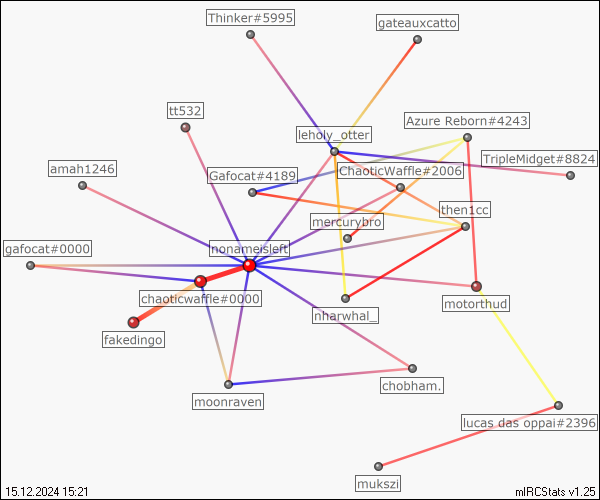 Thinker#5995
gateauxcatto
tt532
Azure Reborn#4243
leholy_otter
TripleMidget#8824
amah1246
ChaoticWaffle#2006
Gafocat#4189
then1cc
mercurybro
gafocat#0000
nonameisleft
chaoticwaffle#0000
motorthud
nharwhal_
fakedingo
chobham.
moonraven
lucas das oppai#2396
mukszi
15.12.2024 15:21
mIRCStats v1.25